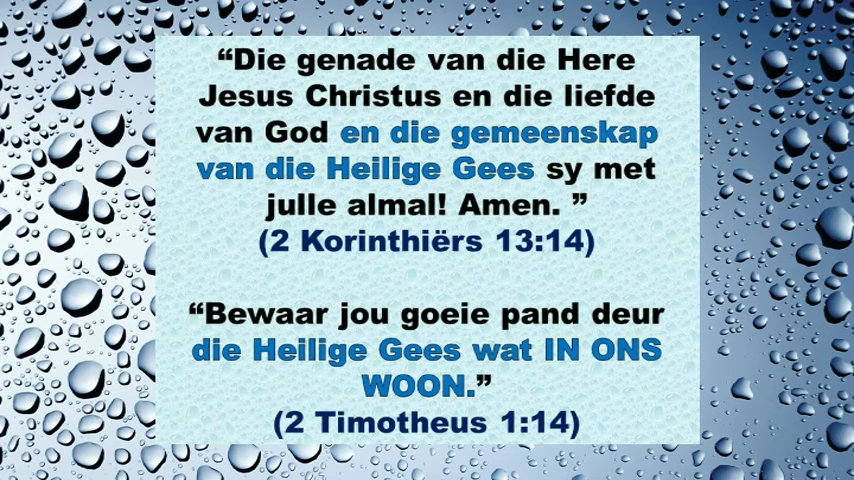 “Die genade van die Here
Jesus Christus en die liefde
van God en die gemeenskap
van die Heilige Gees sy met
julle almal! Amen. ”
(2 Korinthiërs 13:14)
“Bewaar jou goeie pand deur
die Heilige Gees wat IN ONS
WOON.”
(2 Timotheus 1:14)